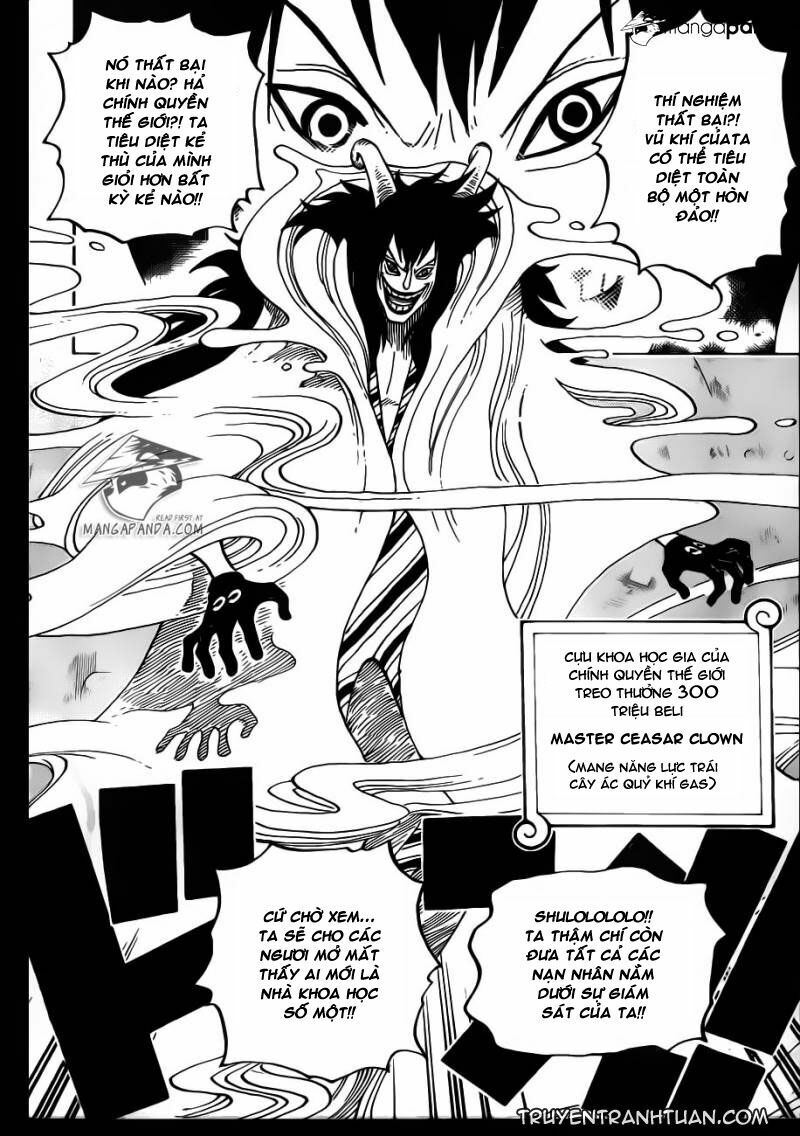 mangapa
THÍ NGHIỆM
THẤT BẠI?!
VŨ KHÍ CỦATA
CÓ THỂ TIÊU
DIỆT TOÀN
BỘ MỘT HÒN
ĐẢO!!
NÓ THẤT BẠI
KHI NÀO? HẢ
CHÍNH QUYỀN
THẾ GIỚI?! TA
TIÊU DIỆT KẺ
THÙ CỦA MÌNH
GIỎI HƠN BẤT
KỲ KẺ NÀO!!
READ FIRST AT
MANGAPANDA.COM
CỰU KHOA HỌC GIA CỦA
CHÍNH QUYỀN THẾ GIỚI
TREO THƯỞNG 300
TRIỆU BELI
MASTER CEASAR CLOWN
(MANG NĂNG LỰC TRÁI
CÂY ÁC QUỶ KHÍ GAS)
SHULOLOLOLO!!
TA THẬM CHÍ CÒN
ĐƯA TẤT CẢ CÁC
NẠN NHÂN NẰM
DƯỚI SỰ GIÁM
SÁT CỦA TA!!
CỨ CHỜ XEM...
TA SẼ CHO CÁC
NGƯƠI MỞ MẮT
THẤY AI MỚI LÀ
NHÀ KHOA HỌC
SỐ MỘT!!
TRUYENTRANHTUAN.COM